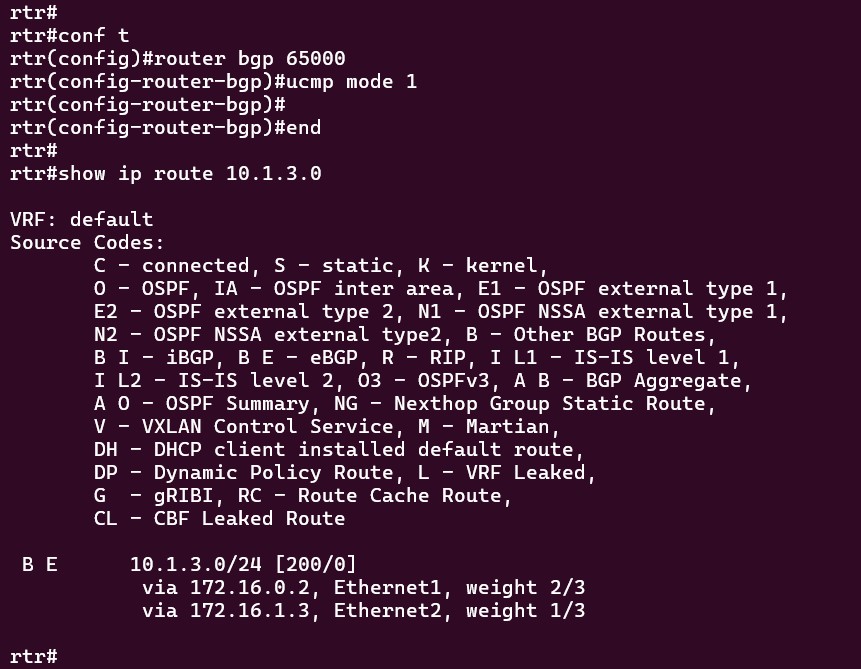 rtr#
rtr#conf t
rtr(config)#router bgp 65000
rtr(config-router-bgp)#ucmp mode 1
rtr(config-router-bgp)#
rtr(config-router-bgp)#end
rtr#
rtr#show ip route 10.1.3.0

VRF: default
Source Codes:
       C - connected, S - static, K - kernel,
       O - OSPF, IA - OSPF inter area, E1 - OSPF external type 1,
       E2 - OSPF external type 2, N1 - OSPF NSSA external type 1,
       N2 - OSPF NSSA external type2, B - Other BGP Routes,
       B I - iBGP, B E - eBGP, R - RIP, I L1 - IS-IS level 1,
       I L2 - IS-IS level 2, O3 - OSPFv3, A B - BGP Aggregate,
       A O - OSPF Summary, NG - Nexthop Group Static Route,
       V - VXLAN Control Service, M - Martian,
       DH - DHCP client installed default route,
       DP - Dynamic Policy Route, L - VRF Leaked,
       G  - gRIBI, RC - Route Cache Route,
       CL - CBF Leaked Route

 B E      10.1.3.0/24 [200/0]
           via 172.16.0.2, Ethernet1, weight 2/3
           via 172.16.1.3, Ethernet2, weight 1/3

rtr#